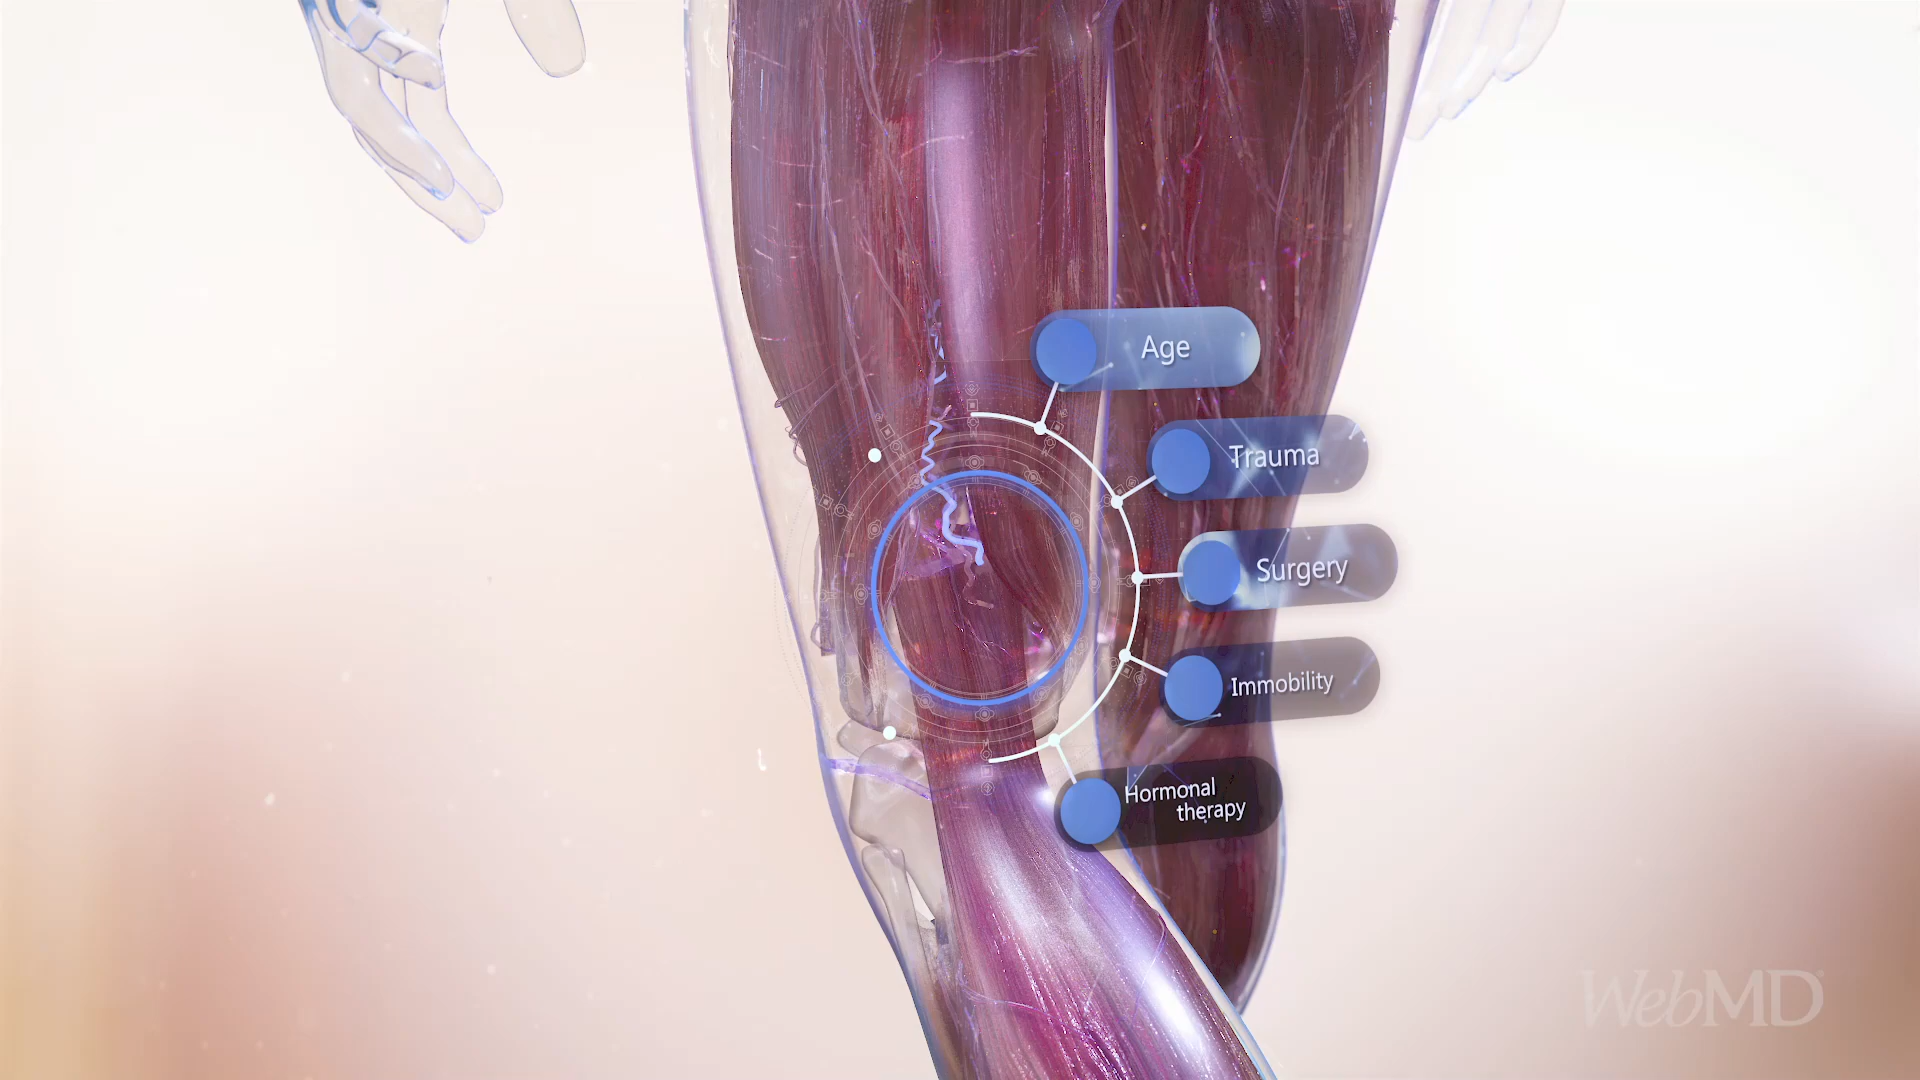 Age
Trauma
Surgery
Immobility
Hormonal
therapy
WebMD